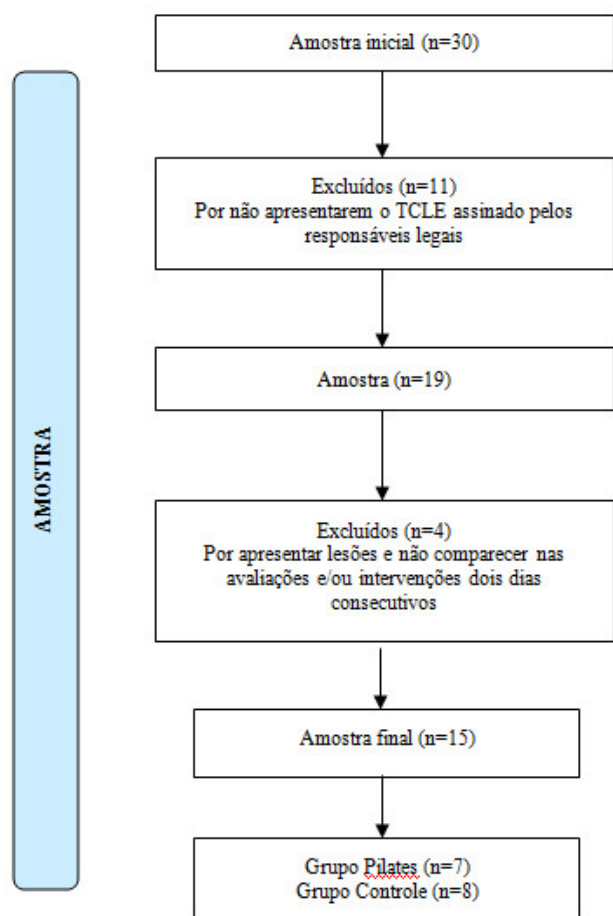 Amostra inicial (n=30)
Excluídos (n=11)
Por não apresentarem o TCLE assinado pelos
responsáveis legais
Amostra (n=19)
AMOSTRA
Excluídos (n=4)
Por apresentar lesões e não comparecer nas
avaliações e/ou intervenções dois dias
consecutivos
Amostra final (n=15)
Grupo Pilates (n=7)
Grupo Controle (n=8)